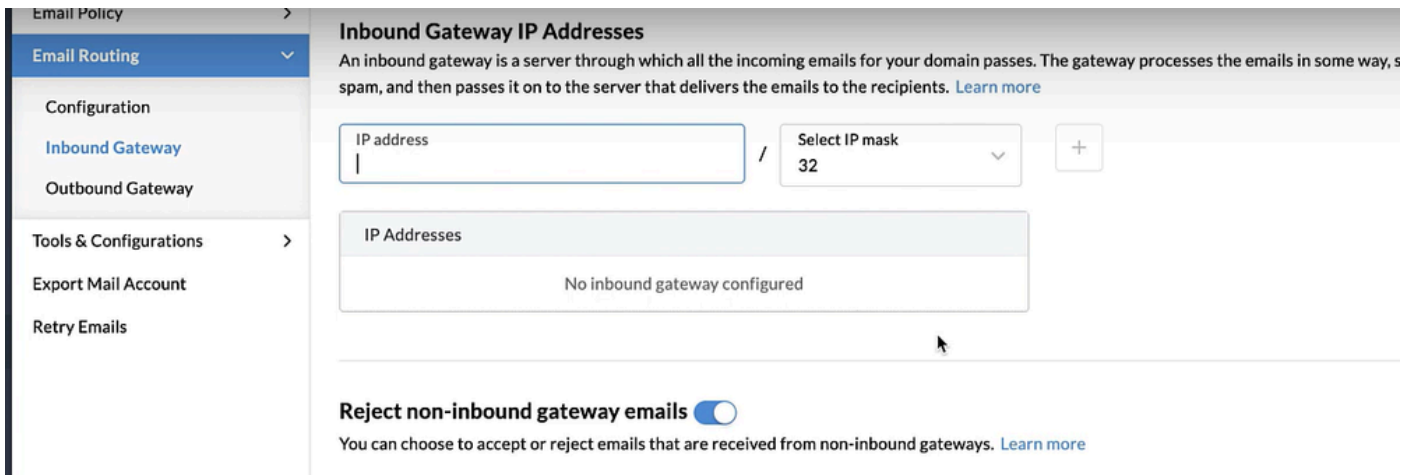 Email Policy
Email Routing
Configuration
Inbound Gateway
Outbound Gateway
Tools & Configurations
Export Mail Account
Retry Emails
Inbound Gateway IP Addresses
An inbound gateway is a server through which all the incoming emails for your domain passes. The gateway processes the emails in some way, s
spam, and then passes it on to the server that delivers the emails to the recipients. Learn more
IP address
/
Select IP mask
32
+
IP Addresses
No inbound gateway configured
Reject non-inbound gateway emails
You can choose to accept or reject emails that are received from non-inbound gateways. Learn more